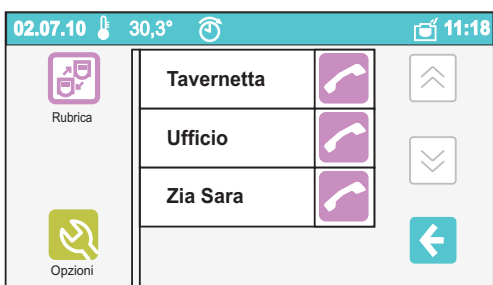 02.07.10 30,3° 11:18
Rubrica
Tavernetta
Ufficio
Zia Sara
Opzioni